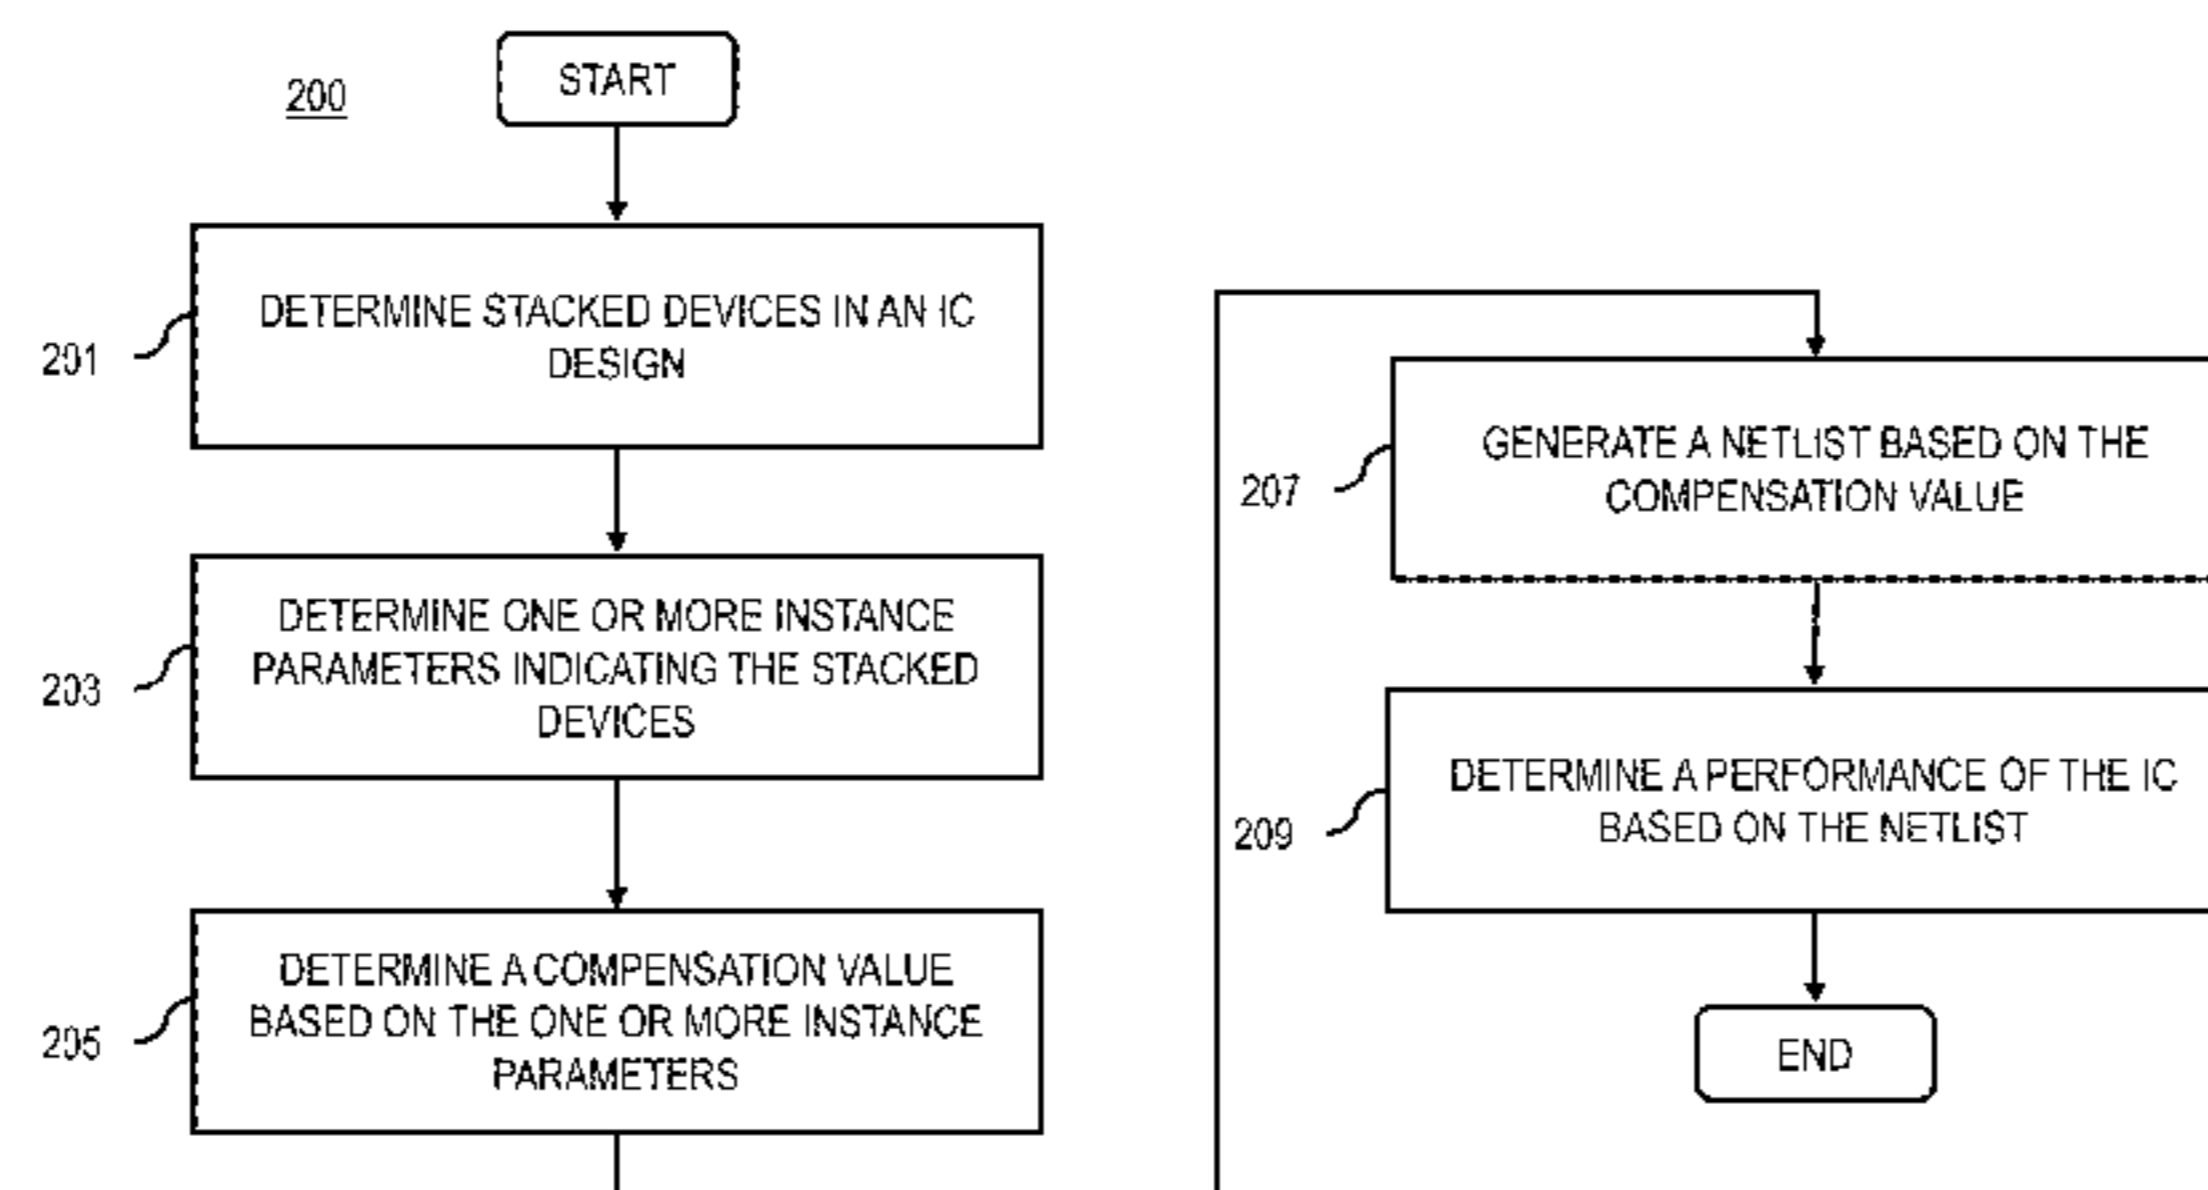 200
START
201
DETERMINE STACKED DEVICES IN AN IC
DESIGN
203
DETERMINE ONE OR MORE INSTANCE
PARAMETERS INDICATING THE STACKED
DEVICES
205
DETERMINE A COMPENSATION VALUE
BASED ON THE ONE OR MORE INSTANCE
PARAMETERS
207
GENERATE A NETLIST BASED ON THE
COMPENSATION VALUE
209
DETERMINE A PERFORMANCE OF THE IC
BASED ON THE NETLIST
END